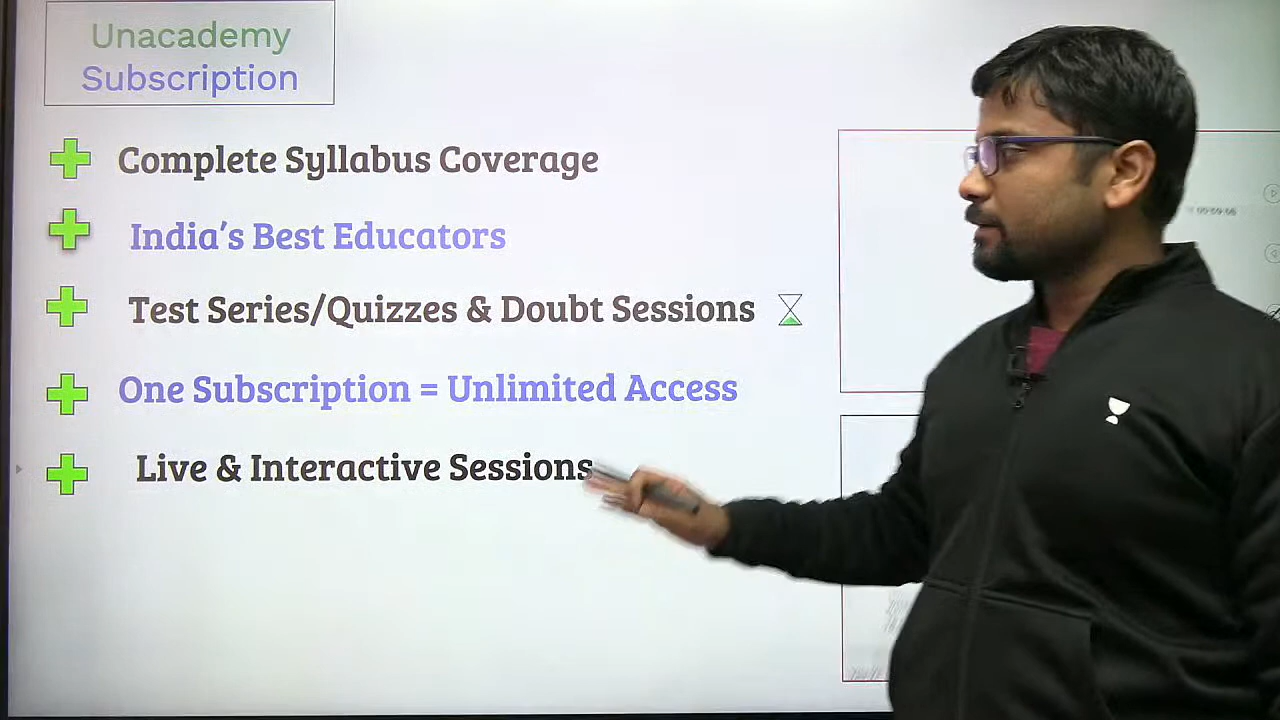 Unacademy
Subscription
Complete Syllabus Coverage
India's Best Educators
Test Series/Quizzes & Doubt Sessions
One Subscription = Unlimited Access
Live & Interactive Sessions